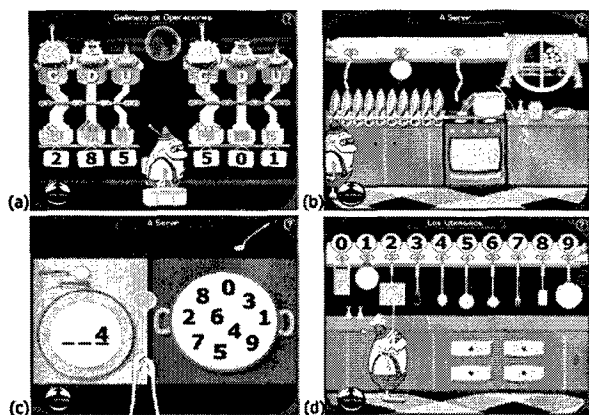 Gallinero de Operaciones
?
C D U C D U
2 8 5 5 0 1
(a)
A Servir
?
(b)
A Servir
?
8 0 3
2 6 4 1
7 5 9
_ _ 4
(c)
Los Utensilios
?
0 1 2 3 4 5 6 7 8 9
(d)